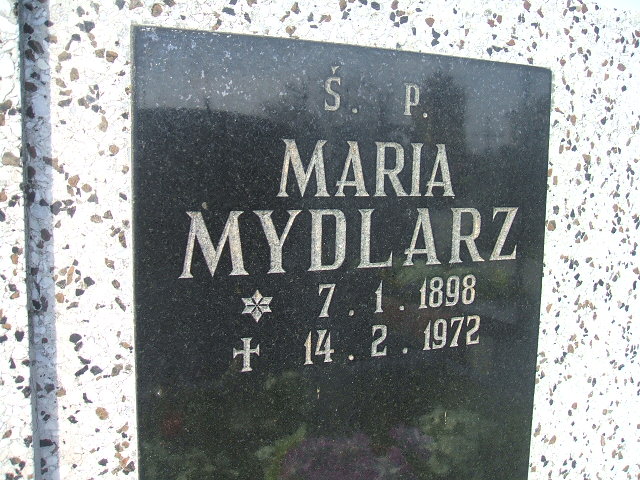 Ś. P.
MARIA
MYDLARZ
✶ 7. 1. 1898
✝ 14. 2. 1972